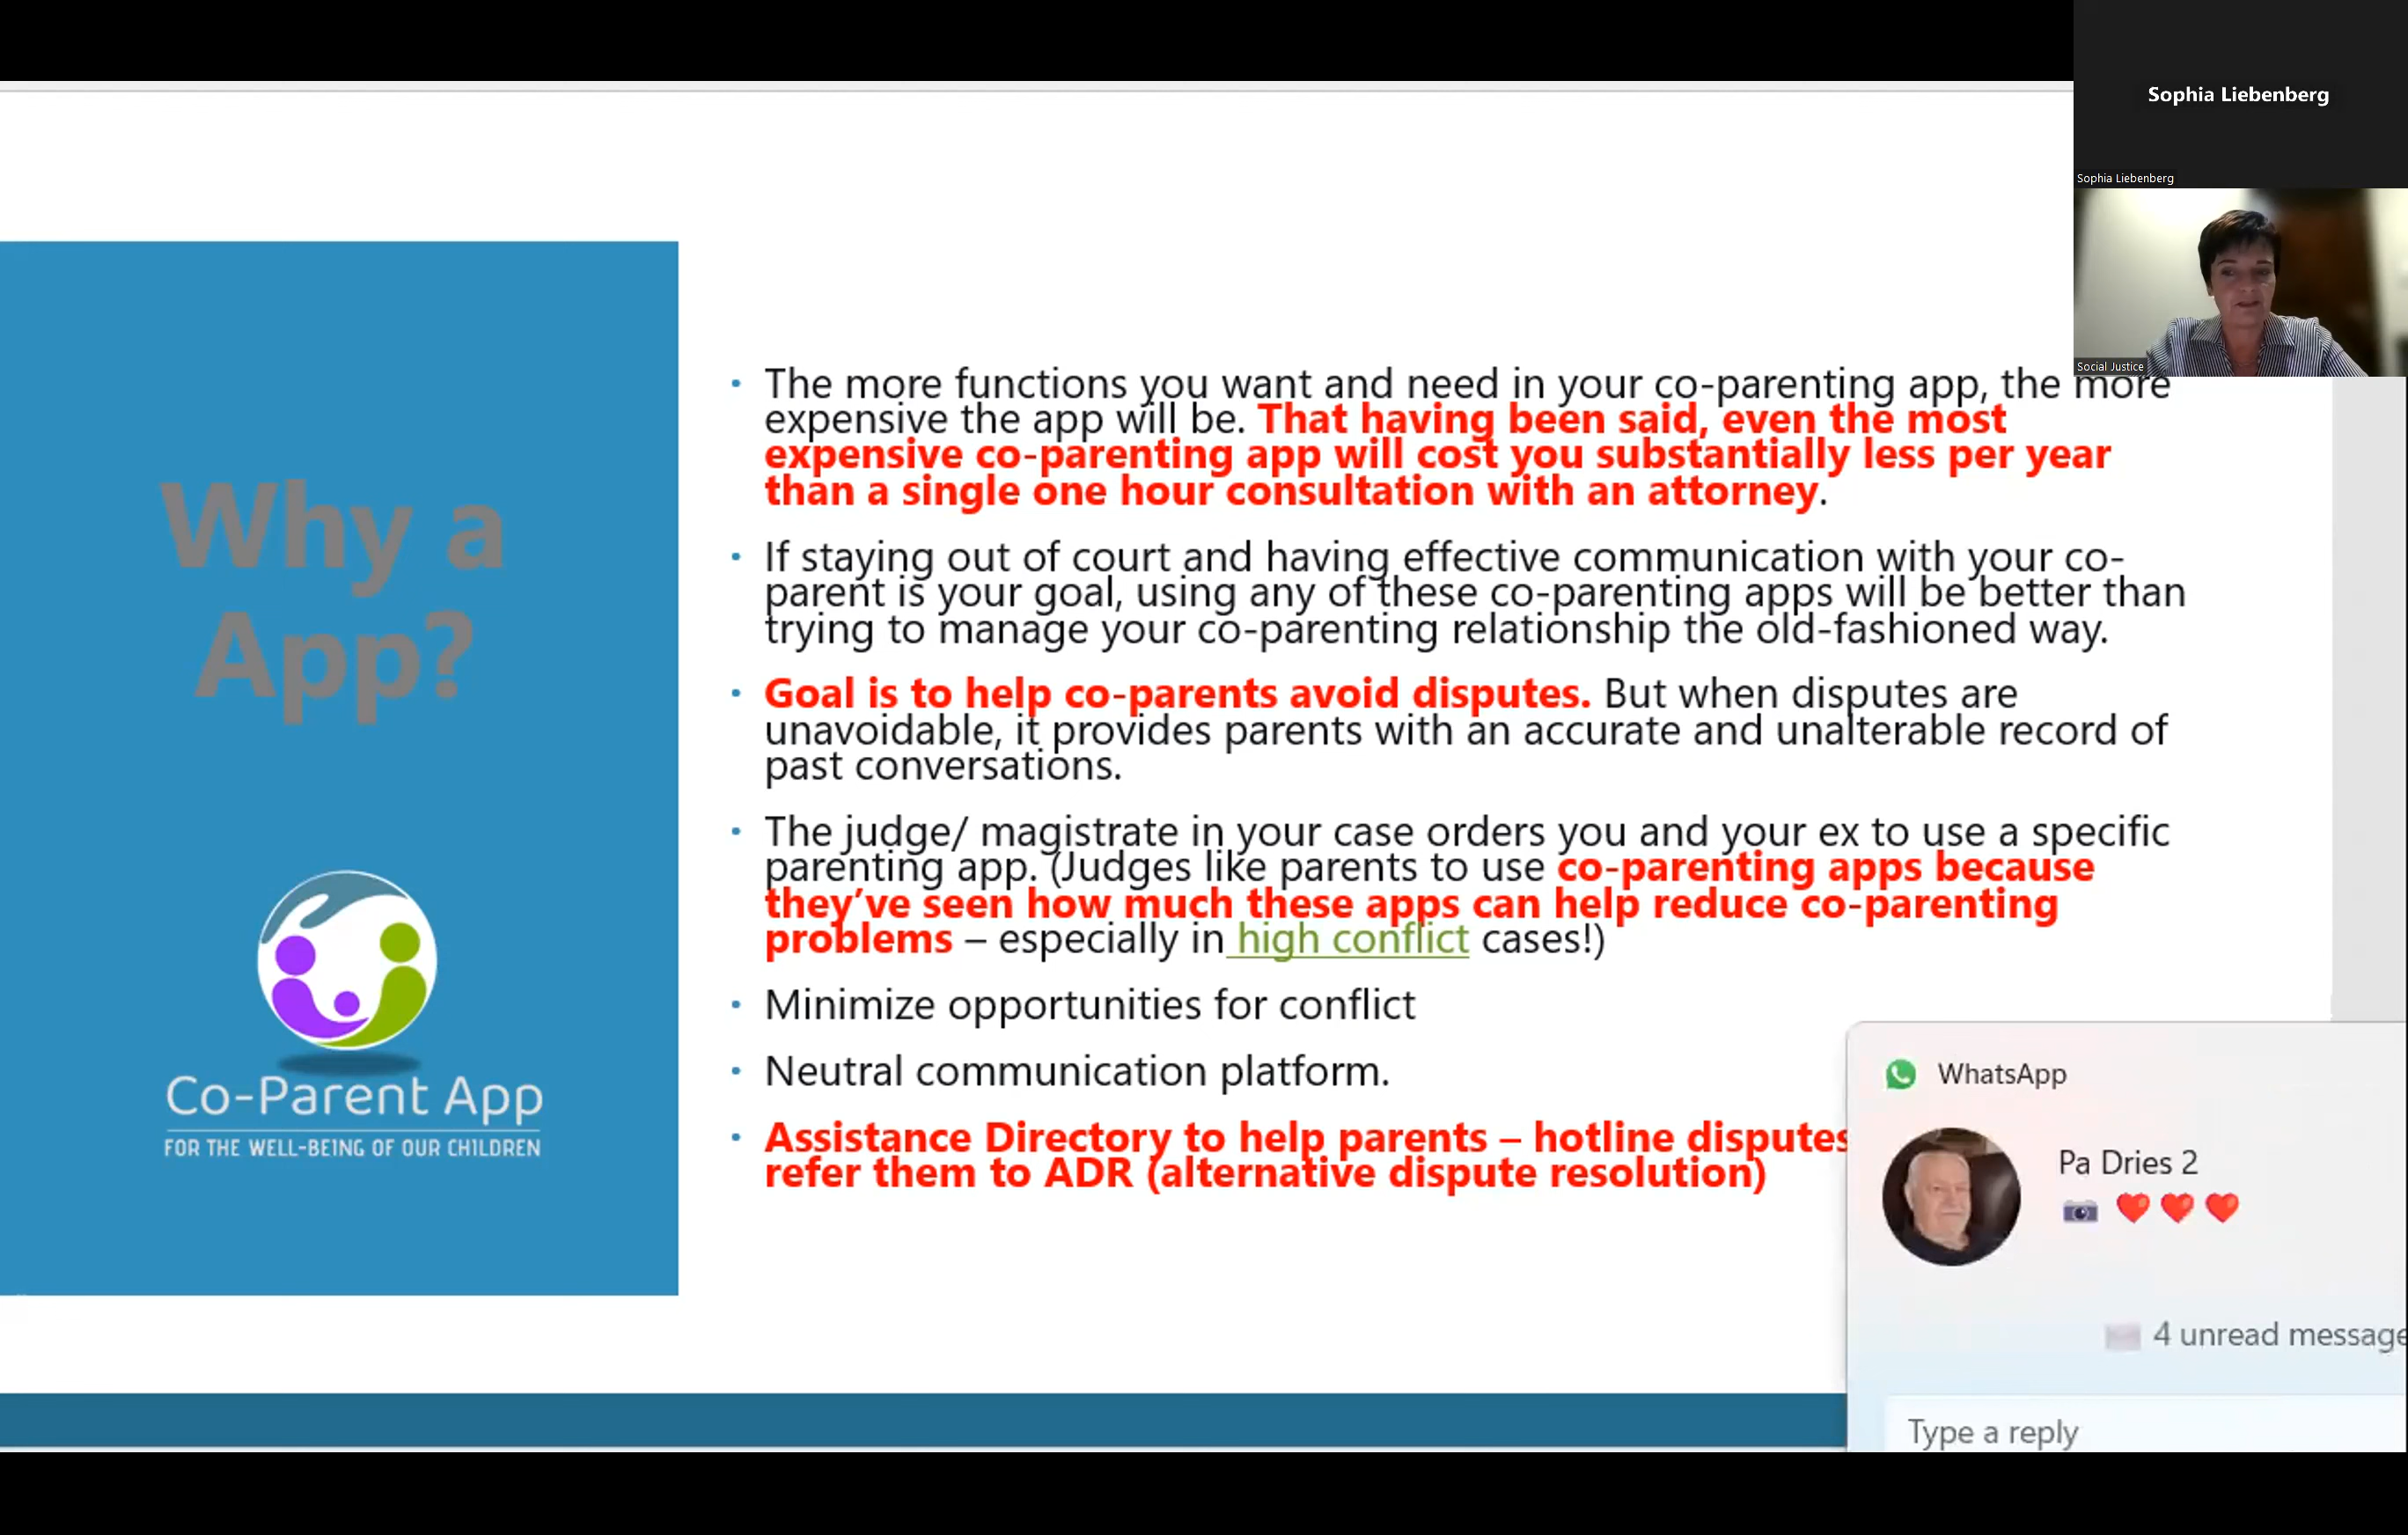 Sophia Liebenberg
Sophia Liebenberg
Social Justice
Why a
App?
Co-Parent App
FOR THE WELL-BEING OF OUR CHILDREN
• The more functions you want and need in your co-parenting app, the more
expensive the app will be. That having been said, even the most
expensive co-parenting app will cost you substantially less per year
than a single one hour consultation with an attorney.
• If staying out of court and having effective communication with your co-
parent is your goal, using any of these co-parenting apps will be better than
trying to manage your co-parenting relationship the old-fashioned way.
• Goal is to help co-parents avoid disputes. But when disputes are
unavoidable, it provides parents with an accurate and unalterable record of
past conversations.
• The judge/ magistrate in your case orders you and your ex to use a specific
parenting app. (Judges like parents to use co-parenting apps because
they’ve seen how much these apps can help reduce co-parenting
problems – especially in high conflict cases!)
• Minimize opportunities for conflict
• Neutral communication platform.
• Assistance Directory to help parents – hotline disputes
refer them to ADR (alternative dispute resolution)
WhatsApp
Pa Dries 2
📷 ❤️ ❤️ ❤️
4 unread message
Type a reply